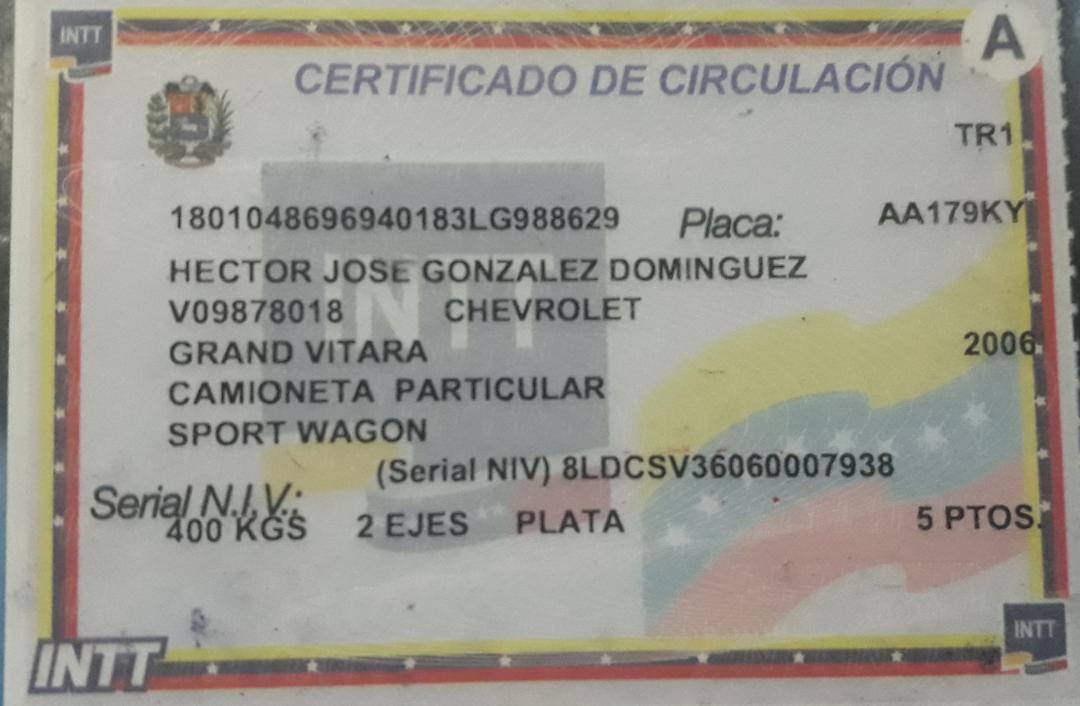 INTT
A
CERTIFICADO DE CIRCULACIÓN
TR1
1801048696940183LG988629 Placa: AA179KY
HECTOR JOSE GONZALEZ DOMINGUEZ
V09878018 CHEVROLET
GRAND VITARA 2006
CAMIONETA PARTICULAR
SPORT WAGON
(Serial NIV) 8LDCSV36060007938
Serial N.I.V.:
400 KGS 2 EJES PLATA 5 PTOS.
INTT
INTT
INTT